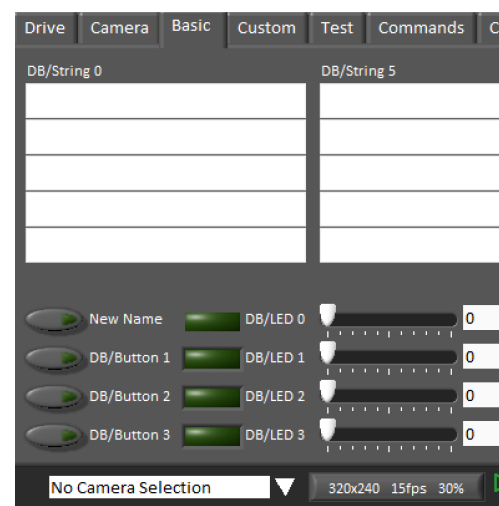 Drive Camera Basic Custom Test Commands C
DB/String 0 DB/String 5
New Name DB/LED 0 0
DB/Button 1 DB/LED 1 0
DB/Button 2 DB/LED 2 0
DB/Button 3 DB/LED 3 0
No Camera Selection 320x240 15fps 30%